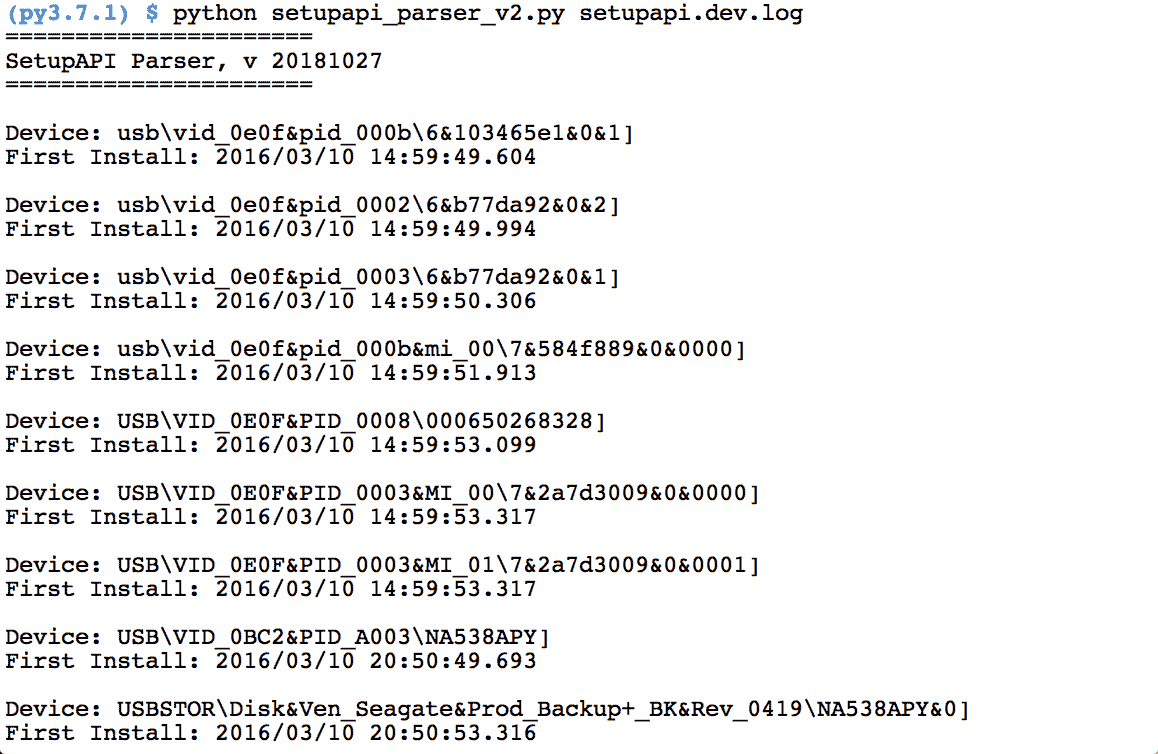 (py3.7.1) $ python setupapi_parser_v2.py setupapi.dev.log
======================
SetupAPI Parser, v 20181027
======================
Device: usb\vid_0e0f&pid_000b\6&103465e1&0&1]
First Install: 2016/03/10 14:59:49.604
Device: usb\vid_0e0f&pid_0002\6&b77da92&0&2]
First Install: 2016/03/10 14:59:49.994
Device: usb\vid_0e0f&pid_0003\6&b77da92&0&1]
First Install: 2016/03/10 14:59:50.306
Device: usb\vid_0e0f&pid_000b&mi_00\7&584f889&0&0000]
First Install: 2016/03/10 14:59:51.913
Device: USB\VID_0E0F&PID_0008\000650268328]
First Install: 2016/03/10 14:59:53.099
Device: USB\VID_0E0F&PID_0003&MI_00\7&2a7d3009&0&0000]
First Install: 2016/03/10 14:59:53.317
Device: USB\VID_0E0F&PID_0003&MI_01\7&2a7d3009&0&0001]
First Install: 2016/03/10 14:59:53.317
Device: USB\VID_0BC2&PID_A003\NA538APY]
First Install: 2016/03/10 20:50:49.693
Device: USBSTOR\Disk&Ven_Seagate&Prod_Backup+_BK&Rev_0419\NA538APY&0]
First Install: 2016/03/10 20:50:53.316